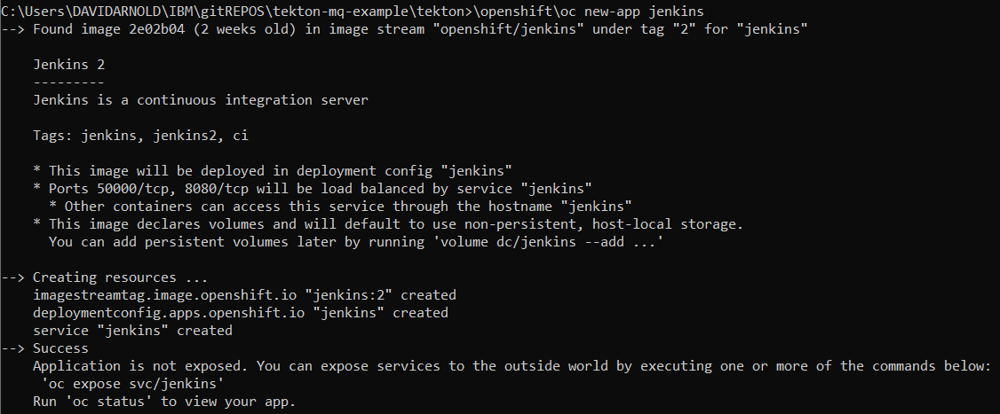 C:\Users\DAVIDARNOLD\IBM\gitREPOS\tekton-mq-example\tekton>\openshift\oc new-app jenkins
--> Found image 2e02b04 (2 weeks old) in image stream "openshift/jenkins" under tag "2" for "jenkins"

    Jenkins 2
    ---------
    Jenkins is a continuous integration server

    Tags: jenkins, jenkins2, ci

    * This image will be deployed in deployment config "jenkins"
    * Ports 50000/tcp, 8080/tcp will be load balanced by service "jenkins"
      * Other containers can access this service through the hostname "jenkins"
    * This image declares volumes and will default to use non-persistent, host-local storage.
      You can add persistent volumes later by running 'volume dc/jenkins --add ...'

--> Creating resources ...
    imagestreamtag.image.openshift.io "jenkins:2" created
    deploymentconfig.apps.openshift.io "jenkins" created
    service "jenkins" created
--> Success
    Application is not exposed. You can expose services to the outside world by executing one or more of the commands below:
     'oc expose svc/jenkins'
    Run 'oc status' to view your app.